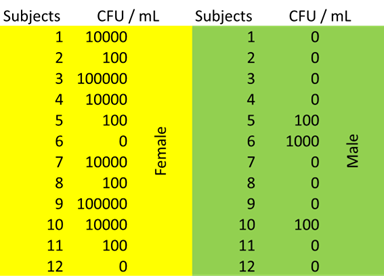 Subjects CFU / mL Subjects CFU / mL
1 10000 1 0
2 100 2 0
3 100000 3 0
4 10000 4 0
5 100 5 100
6 0 6 1000
7 10000 7 0
8 100 8 0
9 100000 9 0
10 10000 10 100
11 100 11 0
12 0 12 0
Female
Male